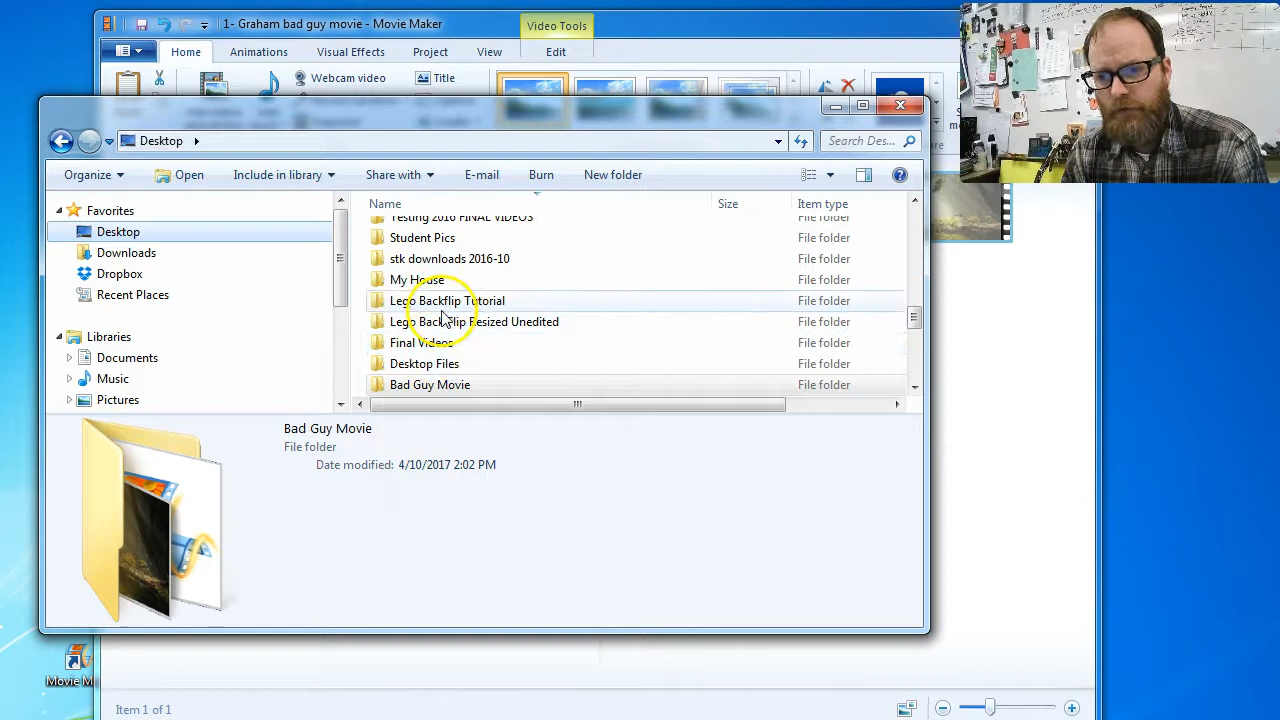 1- Graham bad guy movie - Movie Maker
Video Tools
Home Animations Visual Effects Project View Edit
Webcam video Title
Desktop
Search Des...
Organize Open Include in library Share with E-mail Burn New folder
Name Size Item type
Favorites
Desktop
Downloads
Dropbox
Recent Places
Libraries
Documents
Music
Pictures
Testing 2016 FINAL VIDEOS
Student Pics File folder
stk downloads 2016-10 File folder
My House File folder
Lego Backflip Tutorial File folder
Lego Backflip Resized Unedited File folder
Final Videos File folder
Desktop Files File folder
Bad Guy Movie File folder
Bad Guy Movie
File folder
Date modified: 4/10/2017 2:02 PM
Movie M
Item 1 of 1